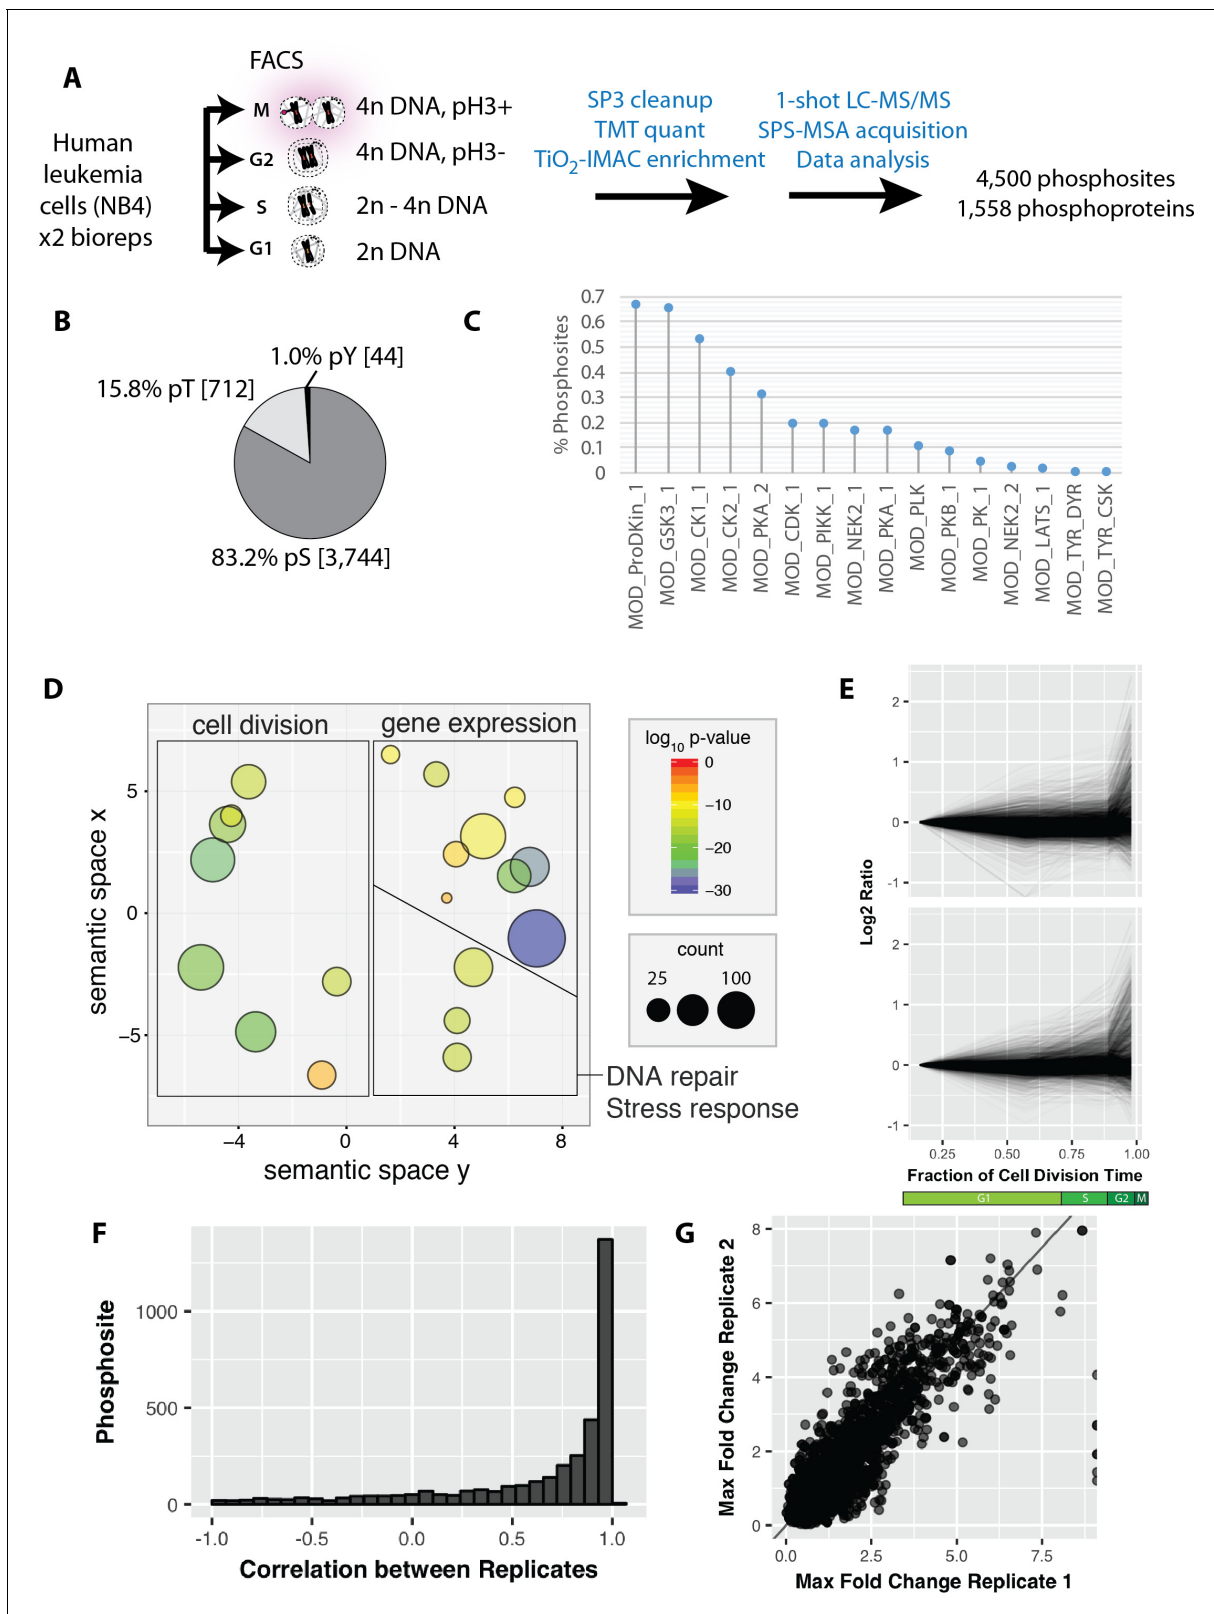 A
FACS
Human
leukemia
cells (NB4)
x2 bioreps
M
4n DNA, pH3+
G2
4n DNA, pH3-
S
2n - 4n DNA
G1
2n DNA
SP3 cleanup
TMT quant
TiO2-IMAC enrichment
1-shot LC-MS/MS
SPS-MSA acquisition
Data analysis
4,500 phosphosites
1,558 phosphoproteins
B
1.0% pY [44]
15.8% pT [712]
83.2% pS [3,744]
C
% Phosphosites
0.7
0.6
0.5
0.4
0.3
0.2
0.1
0
MOD_ProDKin_1
MOD_GSK3_1
MOD_CK1_1
MOD_CK2_1
MOD_PKA_2
MOD_CDK_1
MOD_PIKK_1
MOD_NEK2_1
MOD_PKA_1
MOD_PLK
MOD_PKB_1
MOD_PK_1
MOD_NEK2_2
MOD_LATS_1
MOD_TYR_DYR
MOD_TYR_CSK
D
cell division
gene expression
semantic space x
5
0
−5
−4
0
4
8
semantic space y
log10 p-value
0
−10
−20
−30
count
25
100
DNA repair
Stress response
E
Log2 Ratio
2
1
0
-1
2
1
0
-1
0.25
0.50
0.75
1.00
Fraction of Cell Division Time
G1
S
G2
M
F
Phosphosite
1000
500
0
-1.0
-0.5
0.0
0.5
1.0
Correlation between Replicates
G
Max Fold Change Replicate 2
8
6
4
2
0
0.0
2.5
5.0
7.5
Max Fold Change Replicate 1